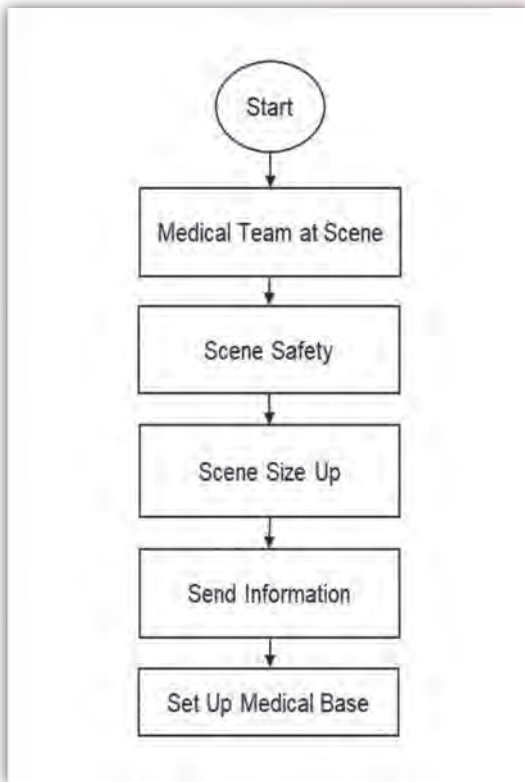 Start
Medical Team at Scene
Scene Safety
Scene Size Up
Send Information
Set Up Medical Base